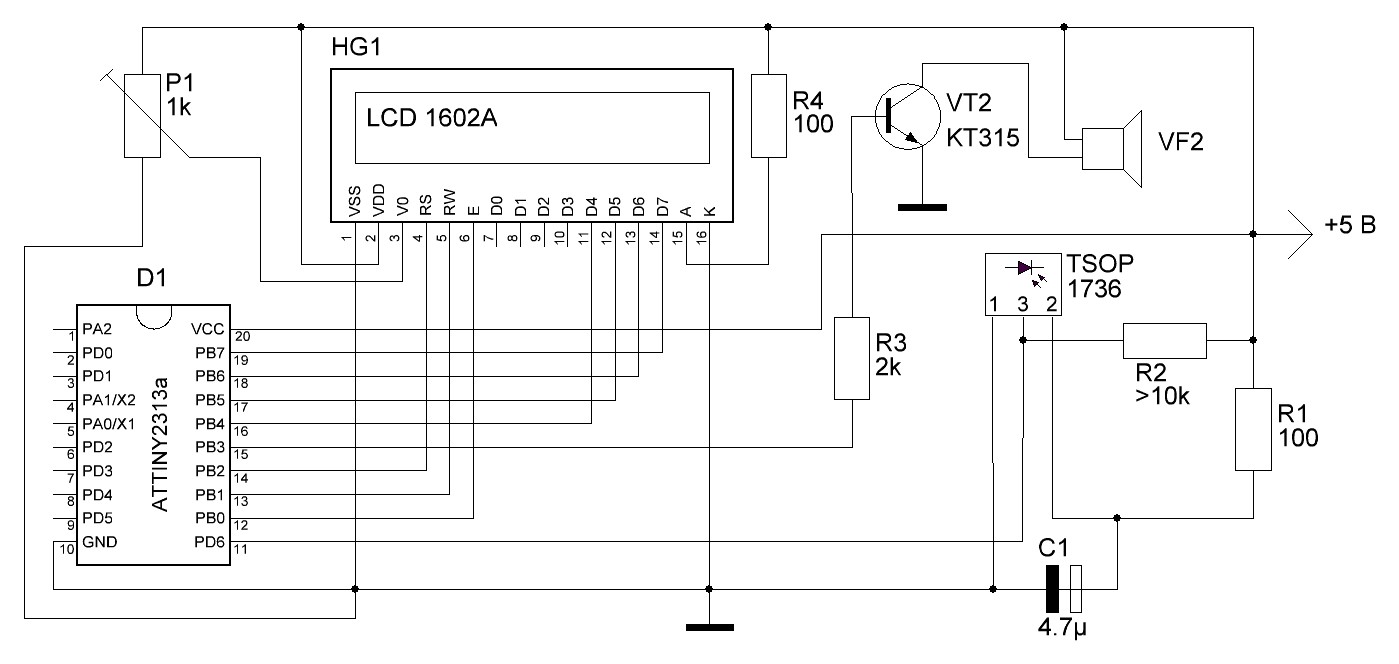 HG1
P1
1k
LCD 1602A
R4
100
VT2
KT315
VF2
VSS
VDD
V0
RS
RW
E
D0
D1
D2
D3
D4
D5
D6
D7
A
K
1 2 3 4 5 6 7 8 9 10 11 12 13 14 15 16
+5 В
D1
TSOP
1736
1 3 2
ATTINY2313a
PA2 VCC
1 20
PD0 PB7
2 19
PD1 PB6
3 18
PA1/X2 PB5
4 17
PA0/X1 PB4
5 16
PD2 PB3
6 15
PD3 PB2
7 14
PD4 PB1
8 13
PD5 PB0
9 12
GND PD6
10 11
R3
2k
R2
>10k
R1
100
C1
4.7µ